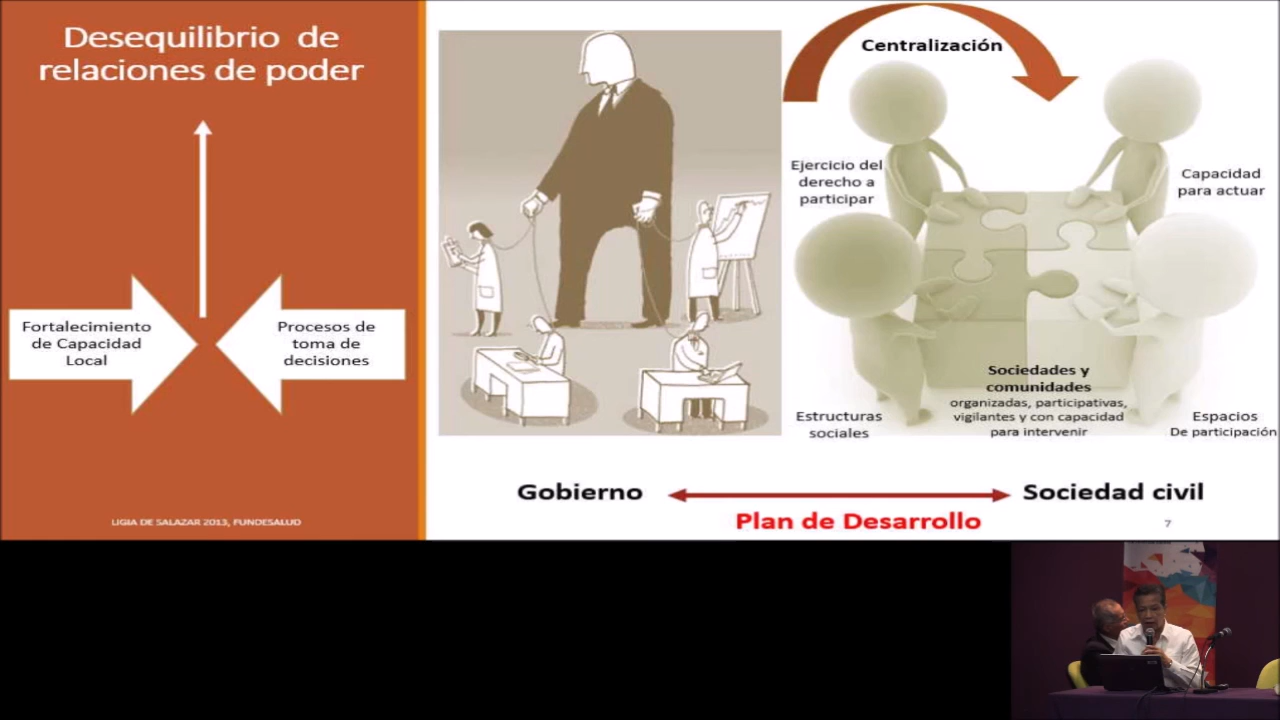 Desequilibrio de
relaciones de poder
Fortalecimiento
de Capacidad
Local
Procesos de
toma de
decisiones
LIGIA DE SALAZAR 2013, FUNDESALUD
Centralización
Ejercicio del
derecho a
participar
Capacidad
para actuar
Sociedades y
comunidades
organizadas, participativas,
vigilantes y con capacidad
para intervenir
Estructuras
sociales
Espacios
De participación
Gobierno
Sociedad civil
Plan de Desarrollo
7